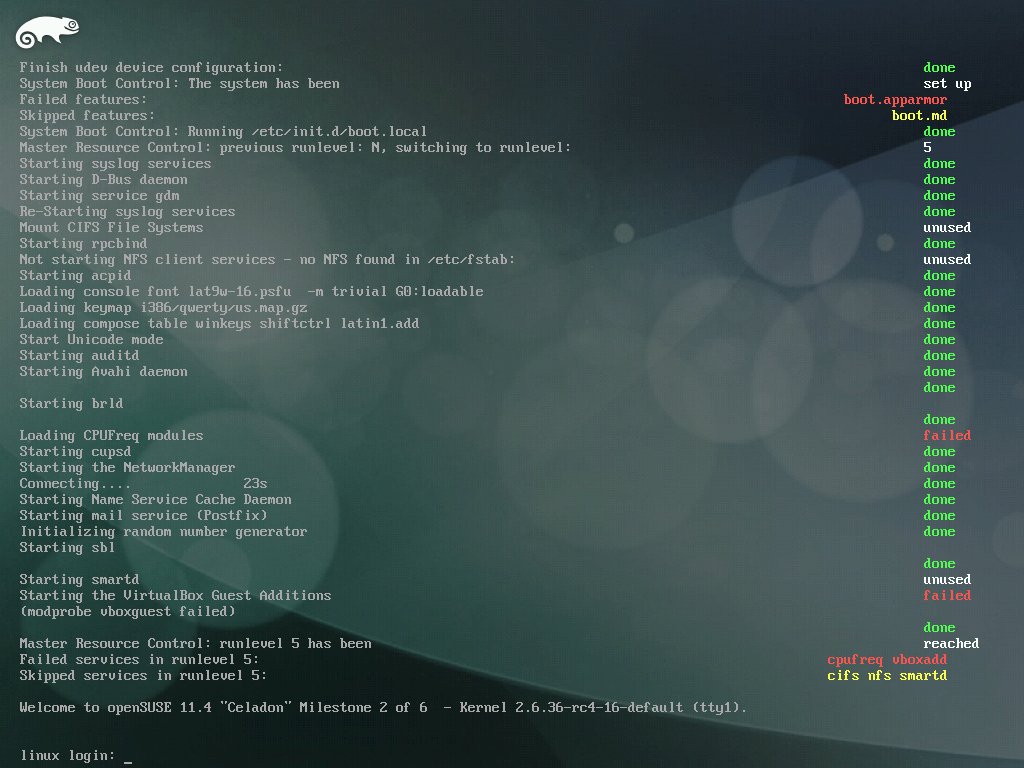 Finish udev device configuration: done
System Boot Control: The system has been set up
Failed features: boot.apparmor
Skipped features: boot.md
System Boot Control: Running /etc/init.d/boot.local done
Master Resource Control: previous runlevel: N, switching to runlevel: 5
Starting syslog services done
Starting D-Bus daemon done
Starting service gdm done
Re-Starting syslog services done
Mount CIFS File Systems unused
Starting rpcbind done
Not starting NFS client services - no NFS found in /etc/fstab: unused
Starting acpid done
Loading console font lat9w-16.psfu  -m trivial G0:loadable done
Loading keymap i386/qwerty/us.map.gz done
Loading compose table winkeys shiftctrl latin1.add done
Start Unicode mode done
Starting auditd done
Starting Avahi daemon done
done
Starting brld
done
Loading CPUFreq modules failed
Starting cupsd done
Starting the NetworkManager done
Connecting.... 23s done
Starting Name Service Cache Daemon done
Starting mail service (Postfix) done
Initializing random number generator done
Starting sbl
done
Starting smartd unused
Starting the VirtualBox Guest Additions failed
(modprobe vboxguest failed)
done
Master Resource Control: runlevel 5 has been reached
Failed services in runlevel 5: cpufreq vboxadd
Skipped services in runlevel 5: cifs nfs smartd
Welcome to openSUSE 11.4 "Celadon" Milestone 2 of 6  - Kernel 2.6.36-rc4-16-default (tty1).
linux login: _